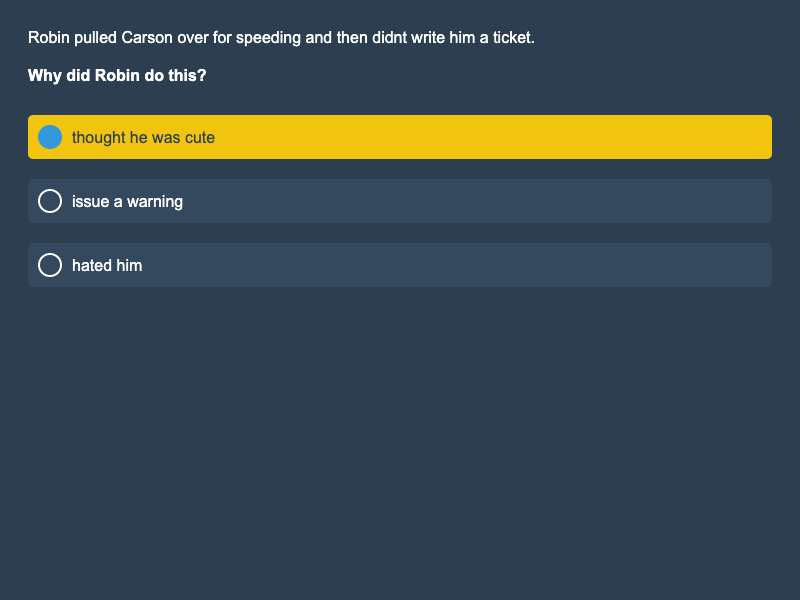 Robin pulled Carson over for speeding and then didnt write him a ticket.
Why did Robin do this?
thought he was cute
issue a warning
hated him